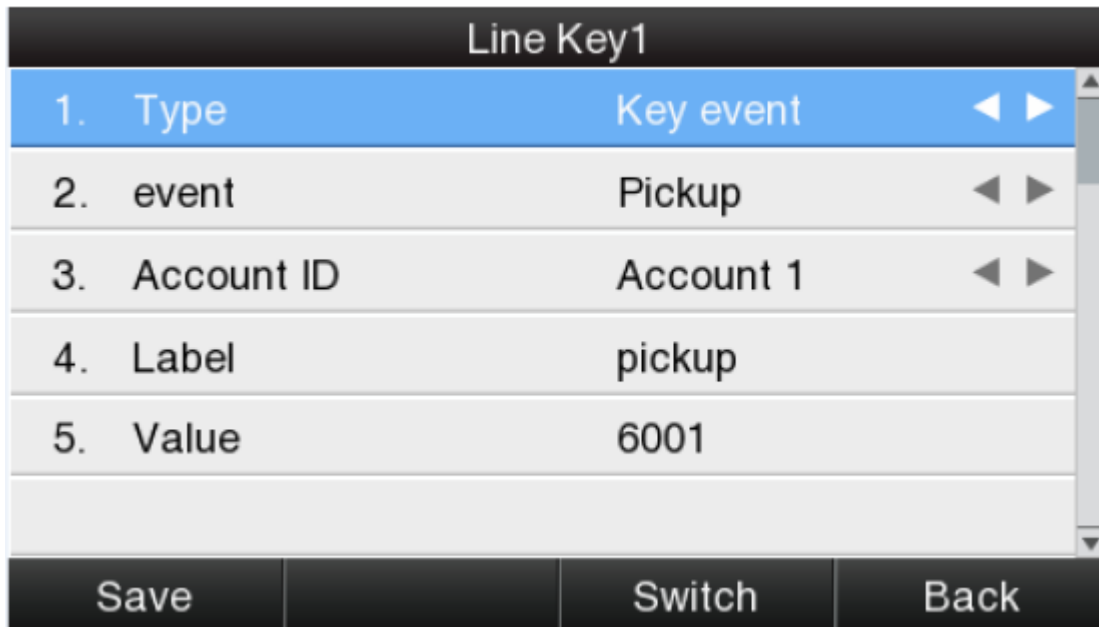 Line Key1
1. Type Key event
2. event Pickup
3. Account ID Account 1
4. Label pickup
5. Value 6001
Save Switch Back